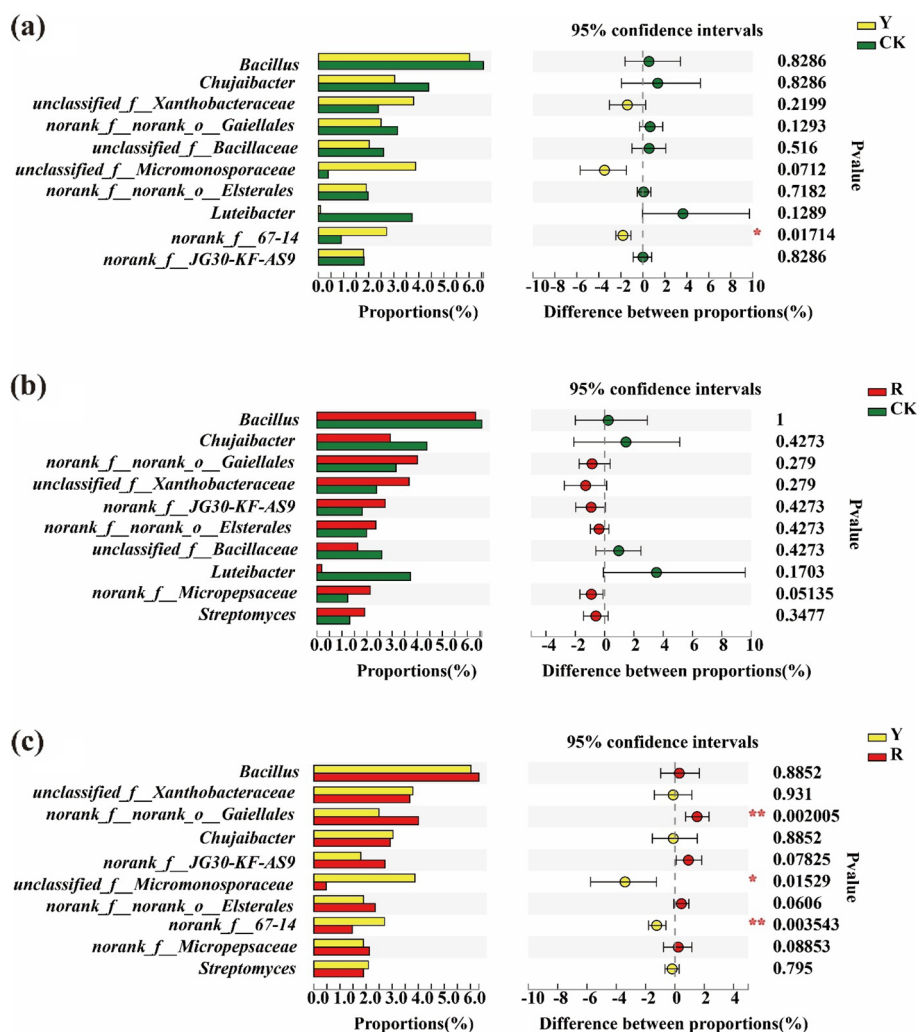 (a)
95% confidence intervals
Y
CK
Bacillus 0.8286
Chujaibacter 0.8286
unclassified_f__Xanthobacteraceae 0.2199
norank_f__norank_o__Gaiellales 0.1293
unclassified_f__Bacillaceae 0.516
unclassified_f__Micromonosporaceae 0.0712
norank_f__norank_o__Elsterales 0.7182
Luteibacter 0.1289
norank_f__67-14 * 0.01714
norank_f__JG30-KF-AS9 0.8286
Pvalue
0.0 1.0 2.0 3.0 4.0 5.0 6.0 -10 -8 -6 -4 -2 0 2 4 6 8 10
Proportions(%) Difference between proportions(%)
(b)
95% confidence intervals
R
CK
Bacillus 1
Chujaibacter 0.4273
norank_f__norank_o__Gaiellales 0.279
unclassified_f__Xanthobacteraceae 0.279
norank_f__JG30-KF-AS9 0.4273
norank_f__norank_o__Elsterales 0.4273
unclassified_f__Bacillaceae 0.4273
Luteibacter 0.1703
norank_f__Micropepsaceae 0.05135
Streptomyces 0.3477
Pvalue
0.0 1.0 2.0 3.0 4.0 5.0 6.0 -4 -2 0 2 4 6 8 10
Proportions(%) Difference between proportions(%)
(c)
95% confidence intervals
Y
R
Bacillus 0.8852
unclassified_f__Xanthobacteraceae 0.931
norank_f__norank_o__Gaiellales ** 0.002005
Chujaibacter 0.8852
norank_f__JG30-KF-AS9 0.07825
unclassified_f__Micromonosporaceae * 0.01529
norank_f__norank_o__Elsterales 0.0606
norank_f__67-14 ** 0.003543
norank_f__Micropepsaceae 0.08853
Streptomyces 0.795
Pvalue
0.0 1.0 2.0 3.0 4.0 5.0 6.0 -8 -6 -4 -2 0 2 4
Proportions(%) Difference between proportions(%)